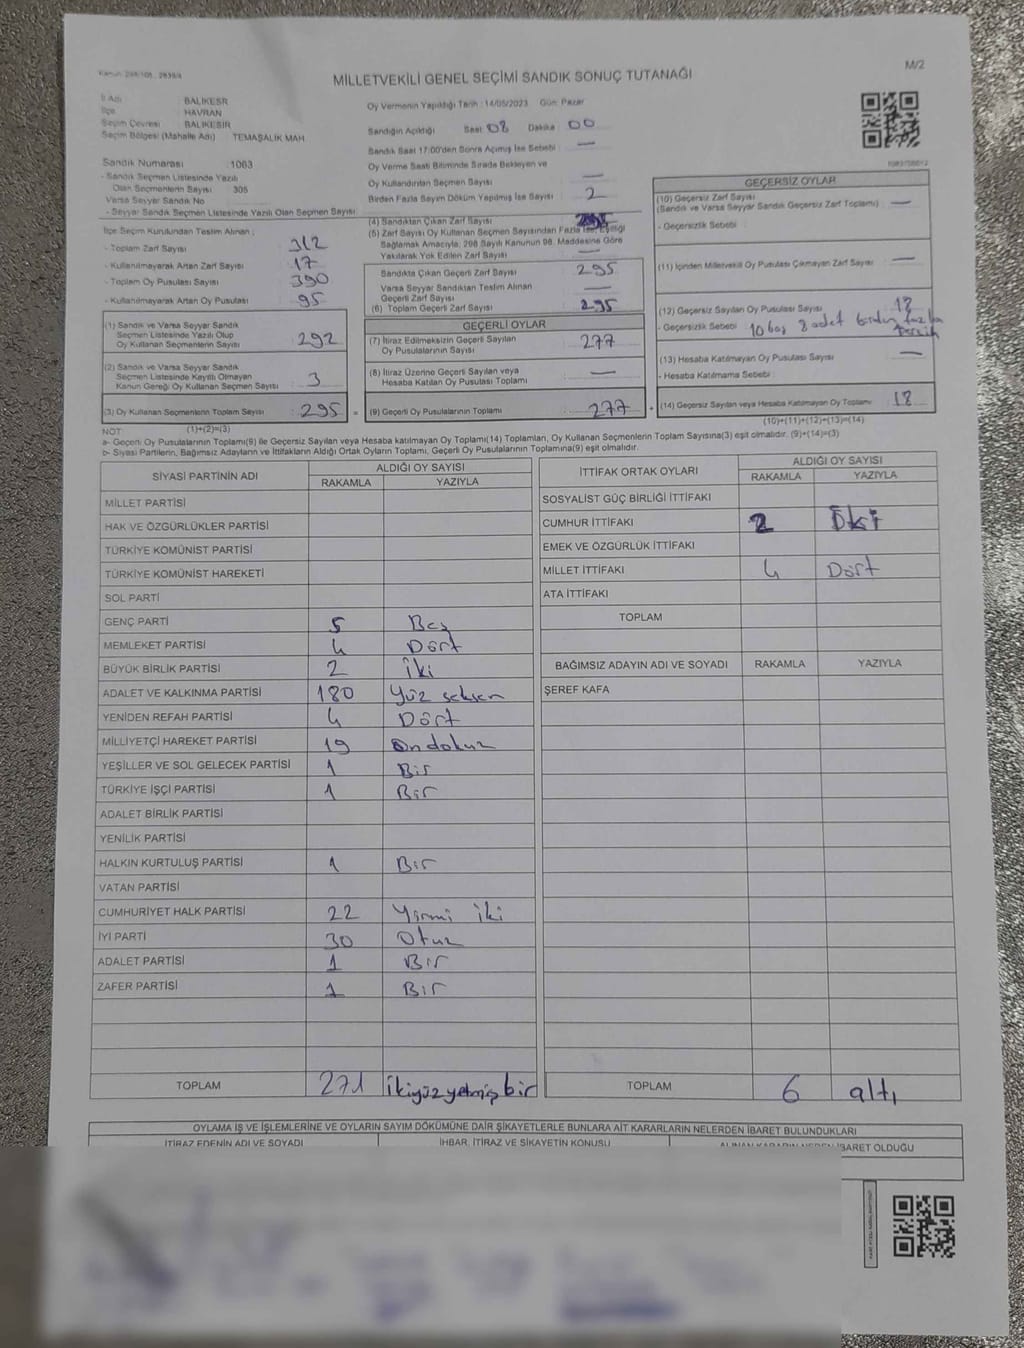 Kanun: 298/105, 2839/4
M/2
MİLLETVEKİLİ GENEL SEÇİMİ SANDIK SONUÇ TUTANAĞI
İl Adı : BALIKESİR
İlçe : HAVRAN
Seçim Çevresi : BALIKESİR
Seçim Bölgesi (Mahalle Adı) : TEMAŞALIK MAH.
Sandık Numarası : 1063
- Sandık Seçmen Listesinde Yazılı
Olan Seçmenlerin Sayısı : 305
Varsa Seyyar Sandık No
- Seyyar Sandık Seçmen Listesinde Yazılı Olan Seçmen Sayısı :
İlçe Seçim Kurulundan Teslim Alınan ;
- Toplam Zarf Sayısı : 312
- Kullanılmayarak Artan Zarf Sayısı : 17
- Toplam Oy Pusulası Sayısı : 390
- Kullanılmayarak Artan Oy Pusulası : 95
(1) Sandık ve Varsa Seyyar Sandık
Seçmen Listesinde Yazılı Olup
Oy Kullanan Seçmenlerin Sayısı : 292
(2) Sandık ve Varsa Seyyar Sandık
Seçmen Listesinde Kayıtlı Olmayan
Kanun Gereği Oy Kullanan Seçmen Sayısı : 3
(3) Oy Kullanan Seçmenlerin Toplam Sayısı : 295 =
(1)+(2)=(3)
Oy Vermenin Yapıldığı Tarih : 14/05/2023 Gün: Pazar
Sandığın Açıldığı Saat 08 Dakika 00
Sandık Saat 17:00'den Sonra Açılmış İse Sebebi : —
Oy Verme Saati Bitiminde Sırada Bekleyen ve
Oy Kullandırılan Seçmen Sayısı : —
Birden Fazla Sayım Döküm Yapılmış İse Sayısı : 2
(4) Sandıktan Çıkan Zarf Sayısı
(5) Zarf Sayısı Oy Kullanan Seçmen Sayısından Fazla İse, Eşitliği
Sağlamak Amacıyla, 298 Sayılı Kanunun 98. Maddesine Göre
Yakılarak Yok Edilen Zarf Sayısı : —
Sandıkta Çıkan Geçerli Zarf Sayısı : 295
Varsa Seyyar Sandıktan Teslim Alınan
Geçerli Zarf Sayısı : —
(6) Toplam Geçerli Zarf Sayısı : 295
GEÇERLİ OYLAR
(7) İtiraz Edilmeksizin Geçerli Sayılan
Oy Pusulalarının Sayısı : 277
(8) İtiraz Üzerine Geçerli Sayılan veya
Hesaba Katılan Oy Pusulası Toplamı : —
(9) Geçerli Oy Pusulalarının Toplamı : 277 +
GEÇERSİZ OYLAR
(10) Geçersiz Zarf Sayısı
(Sandık ve Varsa Seyyar Sandık Geçersiz Zarf Toplamı) : —
- Geçersizlik Sebebi :
(11) İçinden Milletvekili Oy Pusulası Çıkmayan Zarf Sayısı : —
(12) Geçersiz Sayılan Oy Pusulası Sayısı : 18
- Geçersizlik Sebebi : 10 boş 8 adet birden fazla
tercih
(13) Hesaba Katılmayan Oy Pusulası Sayısı : —
- Hesaba Katılmama Sebebi :
(14) Geçersiz Sayılan veya Hesaba Katılmayan Oy Toplamı : 18
(10)+(11)+(12)+(13)=(14)
NOT :
a- Geçerli Oy Pusulalarının Toplamı(9) ile Geçersiz Sayılan veya Hesaba katılmayan Oy Toplamı(14) Toplamları, Oy Kullanan Seçmenlerin Toplam Sayısına(3) eşit olmalıdır. (9)+(14)=(3)
b- Siyasi Partilerin, Bağımsız Adayların ve İttifakların Aldığı Ortak Oyların Toplamı, Geçerli Oy Pusulalarının Toplamına(9) eşit olmalıdır.
SİYASİ PARTİNİN ADI ALDIĞI OY SAYISI
RAKAMLA YAZIYLA
MİLLET PARTİSİ
HAK VE ÖZGÜRLÜKLER PARTİSİ
TÜRKİYE KOMÜNİST PARTİSİ
TÜRKİYE KOMÜNİST HAREKETİ
SOL PARTİ
GENÇ PARTİ 5 Beş
MEMLEKET PARTİSİ 4 Dört
BÜYÜK BİRLİK PARTİSİ 2 İki
ADALET VE KALKINMA PARTİSİ 180 Yüz seksen
YENİDEN REFAH PARTİSİ 4 Dört
MİLLİYETÇİ HAREKET PARTİSİ 19 Ondokuz
YEŞİLLER VE SOL GELECEK PARTİSİ 1 Bir
TÜRKİYE İŞÇİ PARTİSİ 1 Bir
ADALET BİRLİK PARTİSİ
YENİLİK PARTİSİ
HALKIN KURTULUŞ PARTİSİ 1 Bir
VATAN PARTİSİ
CUMHURİYET HALK PARTİSİ 22 Yirmi iki
İYİ PARTİ 30 Otuz
ADALET PARTİSİ 1 Bir
ZAFER PARTİSİ 1 Bir
TOPLAM 271 ikiyüzyetmişbir
İTTİFAK ORTAK OYLARI ALDIĞI OY SAYISI
RAKAMLA YAZIYLA
SOSYALİST GÜÇ BİRLİĞİ İTTİFAKI
CUMHUR İTTİFAKI 2 İki
EMEK VE ÖZGÜRLÜK İTTİFAKI
MİLLET İTTİFAKI 4 Dört
ATA İTTİFAKI
TOPLAM
BAĞIMSIZ ADAYIN ADI VE SOYADI RAKAMLA YAZIYLA
ŞEREF KAFA
TOPLAM 6 altı
OYLAMA İŞ VE İŞLEMLERİNE VE OYLARIN SAYIM DÖKÜMÜNE DAİR ŞİKAYETLERLE BUNLARA AİT KARARLARIN NELERDEN İBARET BULUNDUKLARI
İTİRAZ EDENİN ADI VE SOYADI İHBAR, İTİRAZ VE ŞİKAYETİN KONUSU ALINAN KARARIN NEDEN İBARET OLDUĞU